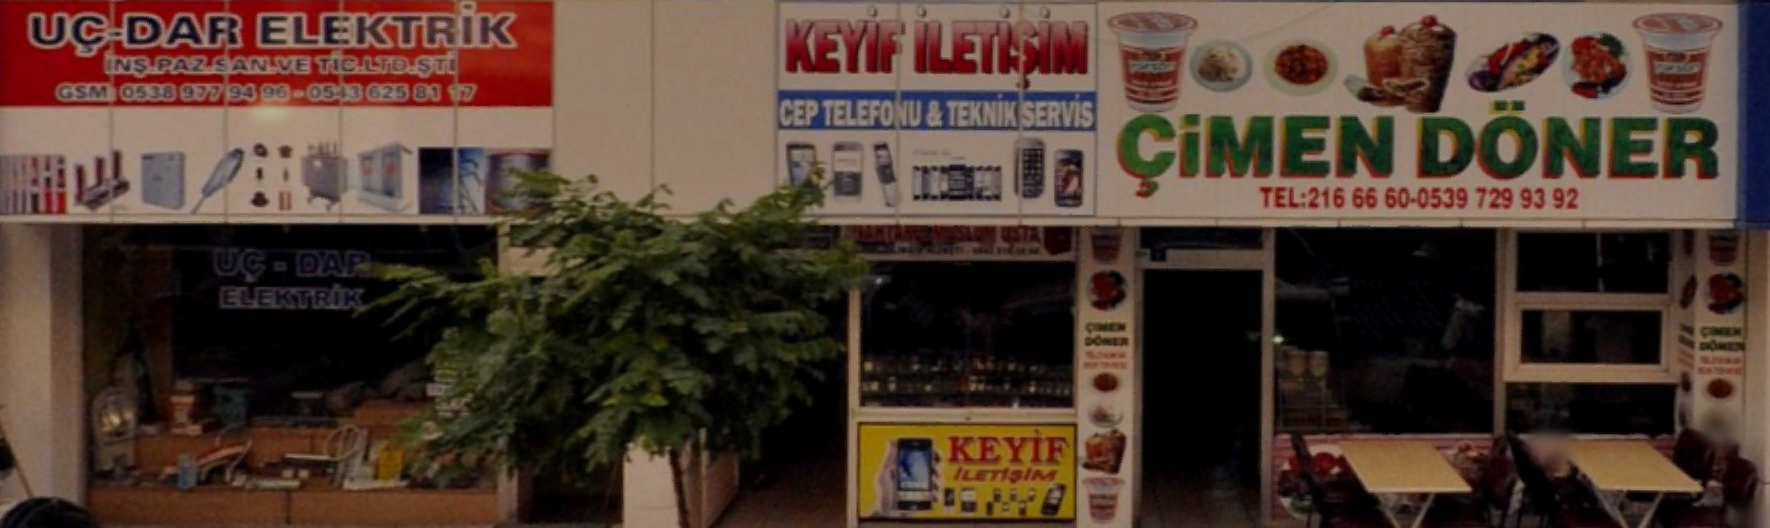 UÇ-DAR ELEKTRİK
İNŞ.PAZ.SAN.VE TİC.LTD.ŞTİ
GSM: 0538 977 94 96 - 0543 625 81 17
KEYİF İLETİŞİM
CEP TELEFONU & TEKNİK SERVİS
ÇiMEN DÖNER
TEL:216 66 60-0539 729 93 92
UÇ - DAR
ELEKTRİK
ÇİMEN
DÖNER
ÇİMEN
DÖNER
KEYİF
İLETİŞİM